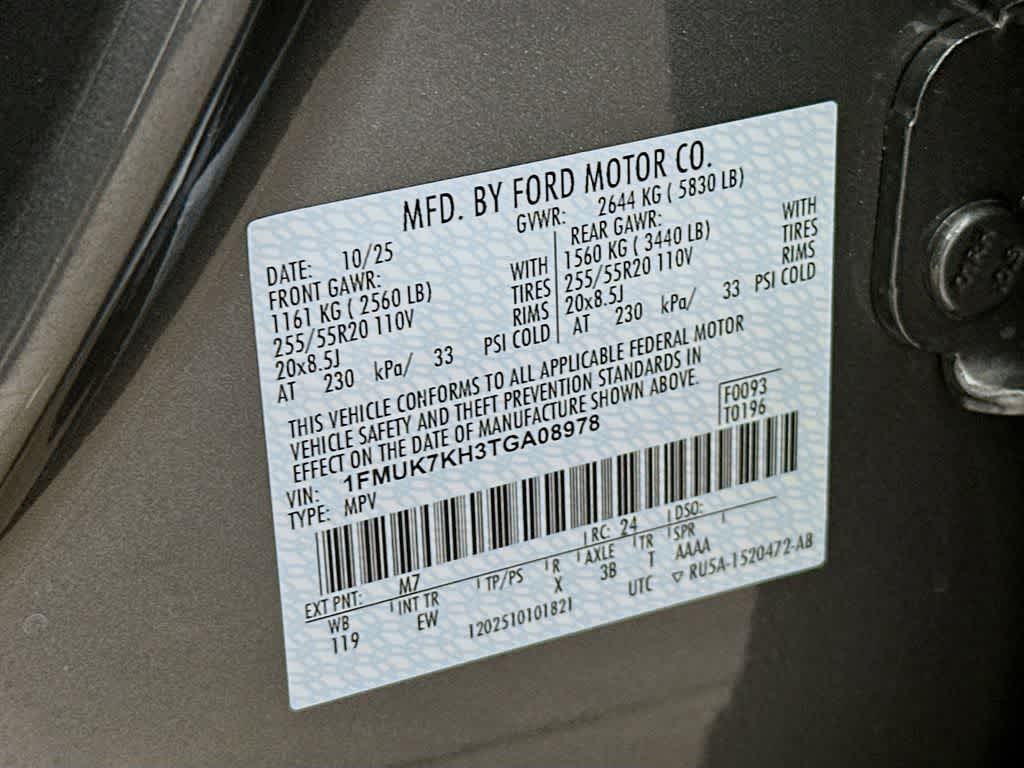 MFD. BY FORD MOTOR CO.
DATE: 10/25
GVWR: 2644 KG ( 5830 LB)
FRONT GAWR:
1161 KG ( 2560 LB) WITH
255/55R20 110V TIRES
20x8.5J RIMS
AT 230 kPa/ 33 PSI COLD
REAR GAWR:
1560 KG ( 3440 LB) WITH
255/55R20 110V TIRES
20x8.5J RIMS
AT 230 kPa/ 33 PSI COLD
THIS VEHICLE CONFORMS TO ALL APPLICABLE FEDERAL MOTOR
VEHICLE SAFETY AND THEFT PREVENTION STANDARDS IN
EFFECT ON THE DATE OF MANUFACTURE SHOWN ABOVE.
F0093
T0196
VIN: 1FMUK7KH3TGA08978
TYPE: MPV
EXT PNT: M7 RC: 24 DSO:
WB INT TR TP/PS R AXLE TR SPR
119 EW X 3B T AAAA
1202510101821 UTC ▽ RU5A-1520472-AB